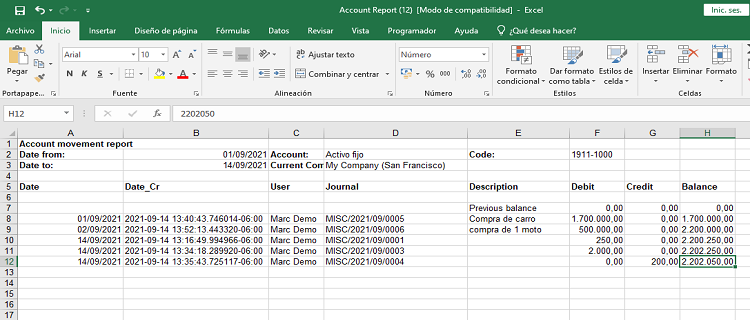 Account Report (12) [Modo de compatibilidad] - Excel
Inic. ses.
Archivo Inicio Insertar Diseño de página Fórmulas Datos Revisar Vista Programador Ayuda ¿Qué desea hacer?
Pegar
Arial 10 A A
N K S A
ab Ajustar texto
Combinar y centrar
Número
% 000
Formato condicional
Dar formato como tabla
Estilos de celda
Insertar Eliminar Formato
Portapape... Fuente Alineación Número Estilos Celdas
H12 fx 2202050
A B C D E F G H
1 Account movement report
2 Date from: 01/09/2021 Account: Activo fijo Code: 1911-1000
3 Date to: 14/09/2021 Current Com My Company (San Francisco)
4
5 Date Date_Cr User Journal Description Debit Credit Balance
6
7 Previous balance 0,00 0,00 0,00
8 01/09/2021 2021-09-14 13:40:43.746014-06:00 Marc Demo MISC/2021/09/0005 Compra de carro 1.700.000,00 0,00 1.700.000,00
9 02/09/2021 2021-09-14 13:52:13.443320-06:00 Marc Demo MISC/2021/09/0006 compra de 1 moto 500.000,00 0,00 2.200.000,00
10 14/09/2021 2021-09-14 13:16:49.994966-06:00 Marc Demo MISC/2021/09/0001 250,00 0,00 2.200.250,00
11 14/09/2021 2021-09-14 13:34:18.289920-06:00 Marc Demo MISC/2021/09/0003 2.000,00 0,00 2.202.250,00
12 14/09/2021 2021-09-14 13:35:43.725117-06:00 Marc Demo MISC/2021/09/0004 0,00 200,00 2.202.050,00
13
14
15
16
17